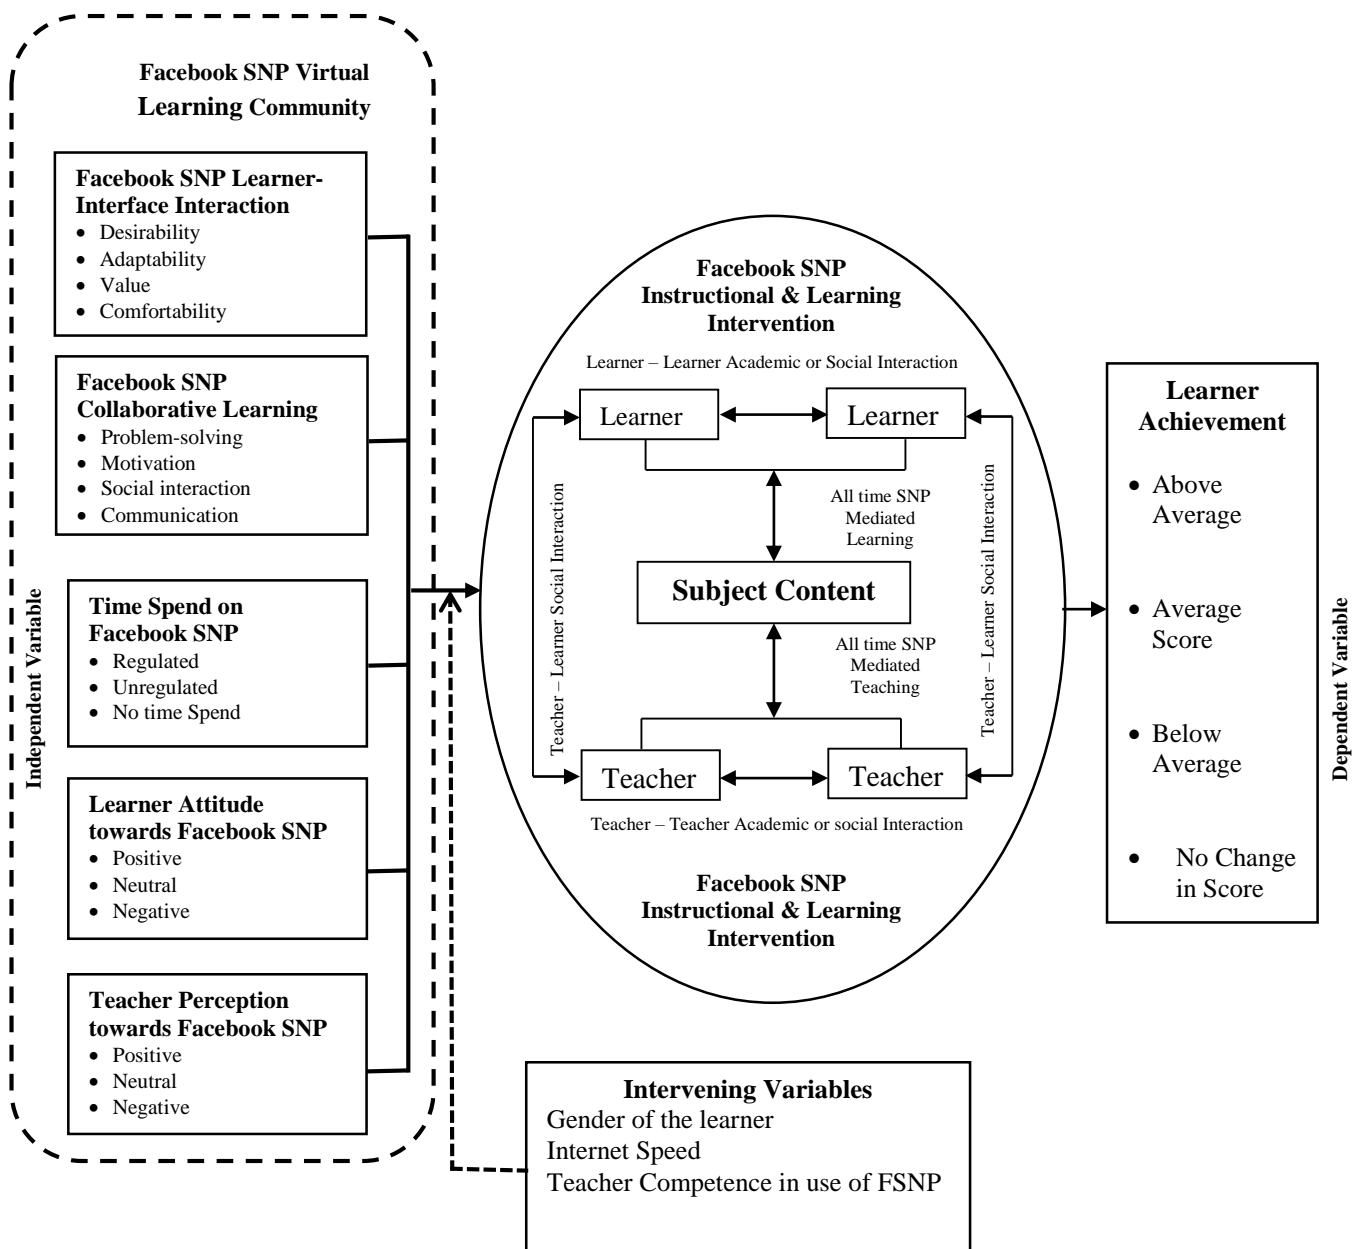 Facebook SNP Virtual
Learning Community
Independent Variable
Facebook SNP Learner-
Interface Interaction
• Desirability
• Adaptability
• Value
• Comfortability
Facebook SNP
Collaborative Learning
• Problem-solving
• Motivation
• Social interaction
• Communication
Time Spend on
Facebook SNP
• Regulated
• Unregulated
• No time Spend
Learner Attitude
towards Facebook SNP
• Positive
• Neutral
• Negative
Teacher Perception
towards Facebook SNP
• Positive
• Neutral
• Negative
Facebook SNP
Instructional & Learning
Intervention
Learner – Learner Academic or Social Interaction
Learner
Learner
Teacher – Learner Social Interaction
All time SNP
Mediated
Learning
Teacher – Learner Social Interaction
Subject Content
All time SNP
Mediated
Teaching
Teacher
Teacher
Teacher – Teacher Academic or social Interaction
Facebook SNP
Instructional & Learning
Intervention
Intervening Variables
Gender of the learner
Internet Speed
Teacher Competence in use of FSNP
Learner
Achievement
• Above
Average
• Average
Score
• Below
Average
• No Change
in Score
Dependent Variable